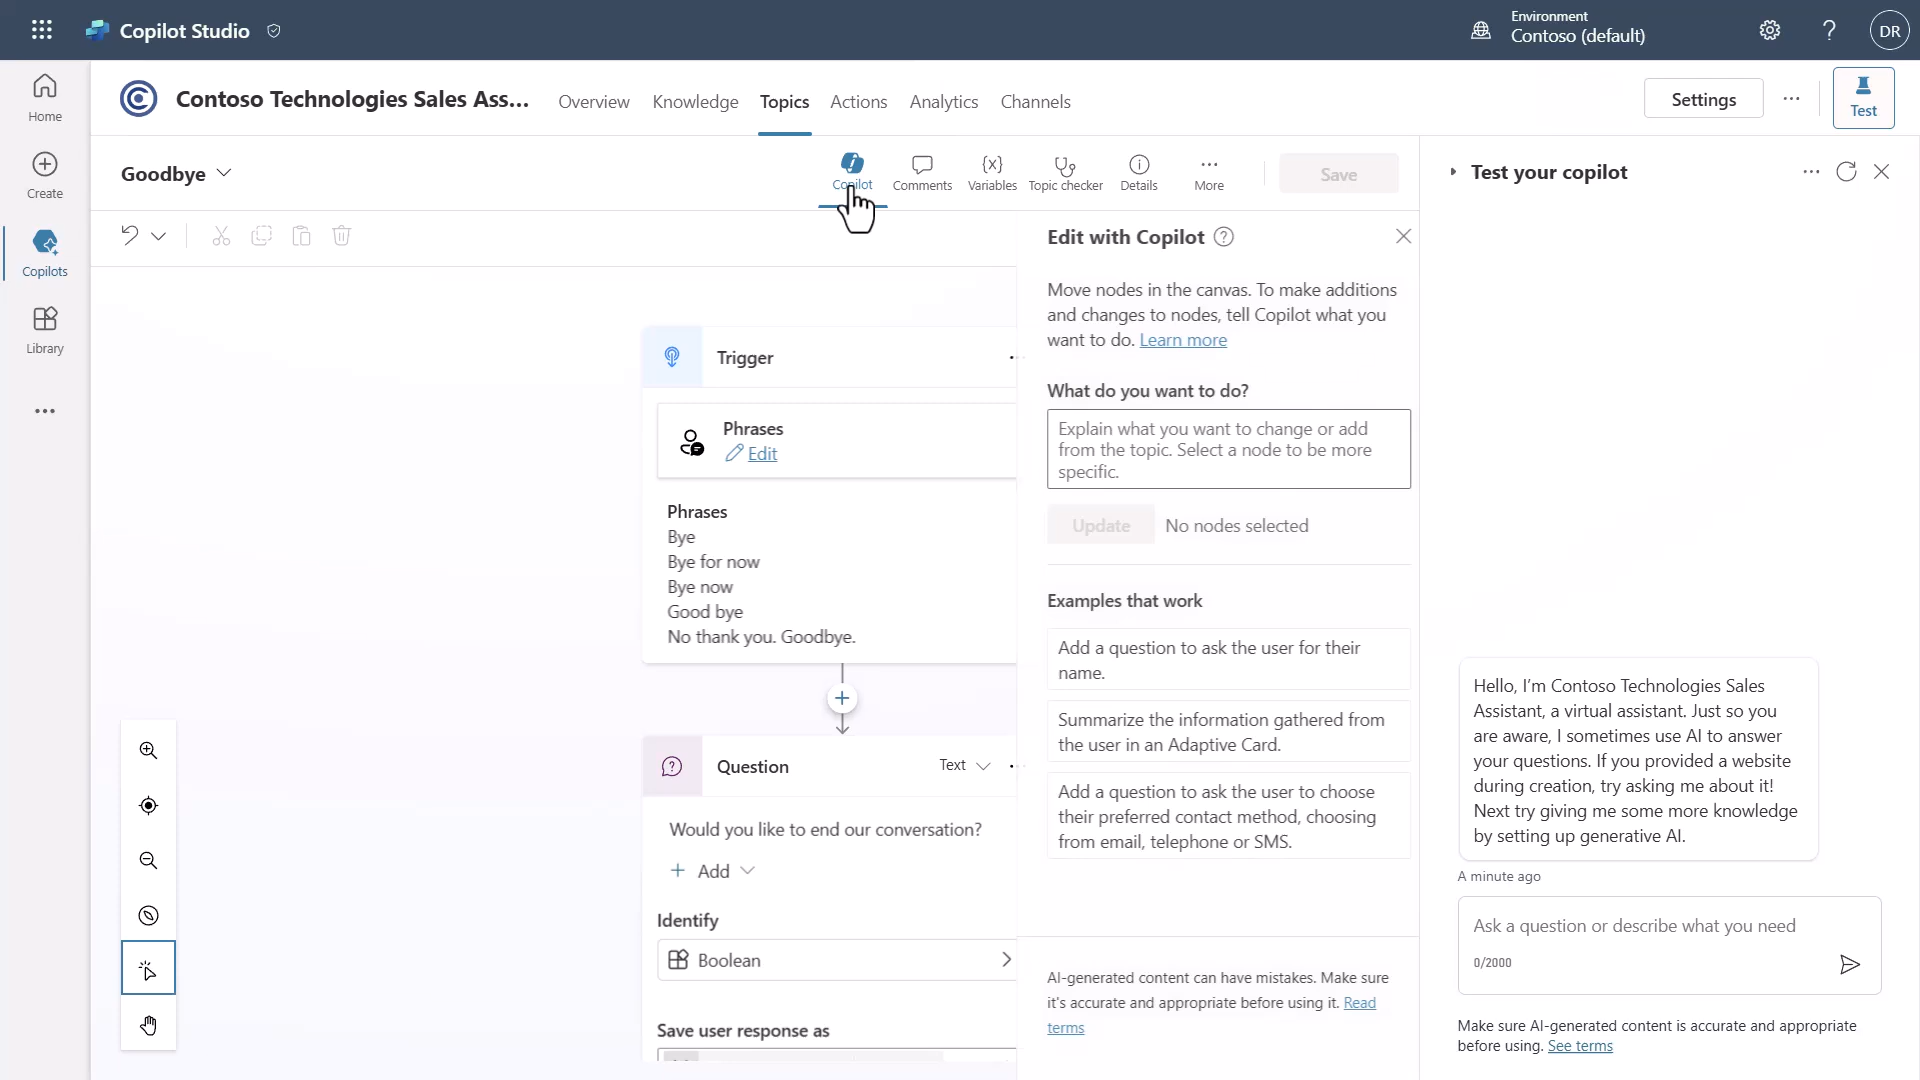 Copilot Studio
Environment
Contoso (default)
DR
Home
Create
Copilots
Library
Contoso Technologies Sales Ass...
Overview
Knowledge
Topics
Actions
Analytics
Channels
Settings
Test
Goodbye
Copilot
Comments
Variables
Topic checker
Details
More
Save
Trigger
Phrases
Edit
Phrases
Bye
Bye for now
Bye now
Good bye
No thank you. Goodbye.
Question
Text
Would you like to end our conversation?
Add
Identify
Boolean
Save user response as
Edit with Copilot
Move nodes in the canvas. To make additions
and changes to nodes, tell Copilot what you
want to do. Learn more
What do you want to do?
Explain what you want to change or add
from the topic. Select a node to be more
specific.
Update
No nodes selected
Examples that work
Add a question to ask the user for their
name.
Summarize the information gathered from
the user in an Adaptive Card.
Add a question to ask the user to choose
their preferred contact method, choosing
from email, telephone or SMS.
AI-generated content can have mistakes. Make sure
it's accurate and appropriate before using it. Read
terms
Test your copilot
Hello, I'm Contoso Technologies Sales
Assistant, a virtual assistant. Just so you
are aware, I sometimes use AI to answer
your questions. If you provided a website
during creation, try asking me about it!
Next try giving me some more knowledge
by setting up generative AI.
A minute ago
Ask a question or describe what you need
0/2000
Make sure AI-generated content is accurate and appropriate
before using. See terms